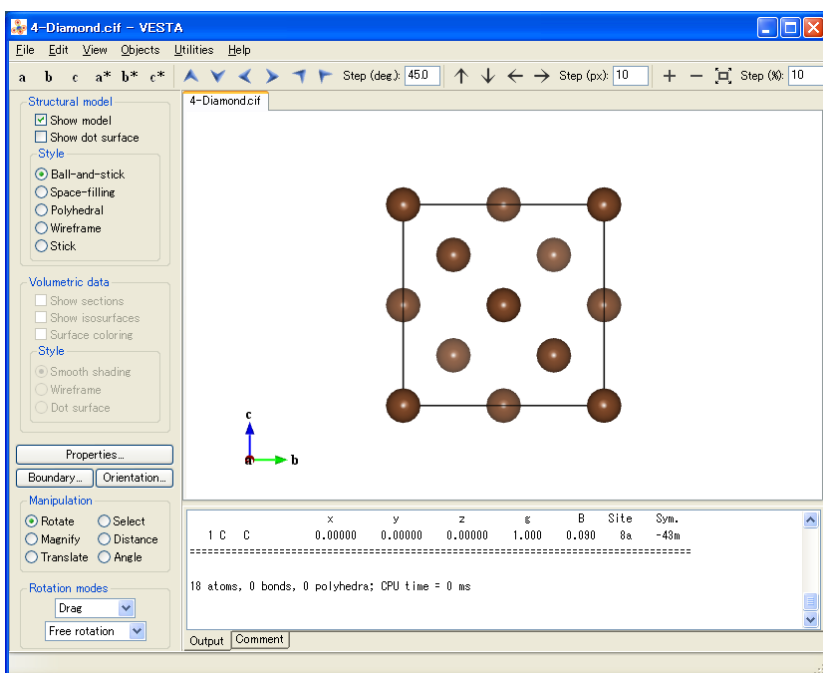 4-Diamond.cif - VESTA
File Edit View Objects Utilities Help
a b c a* b* c* Step (deg.): 45.0 Step (px): 10 Step (%): 10
4-Diamond.cif
Structural model
Show model
Show dot surface
Style
Ball-and-stick
Space-filling
Polyhedral
Wireframe
Stick
Volumetric data
Show sections
Show isosurfaces
Surface coloring
Style
Smooth shading
Wireframe
Dot surface
Properties...
Boundary... Orientation...
Manipulation
Rotate Select
Magnify Distance
Translate Angle
Rotation modes
Drag
Free rotation
c
a b
x y z g B Site Sym.
1 C C 0.00000 0.00000 0.00000 1.000 0.090 8a -43m
==========================================================================================
18 atoms, 0 bonds, 0 polyhedra; CPU time = 0 ms
Output Comment